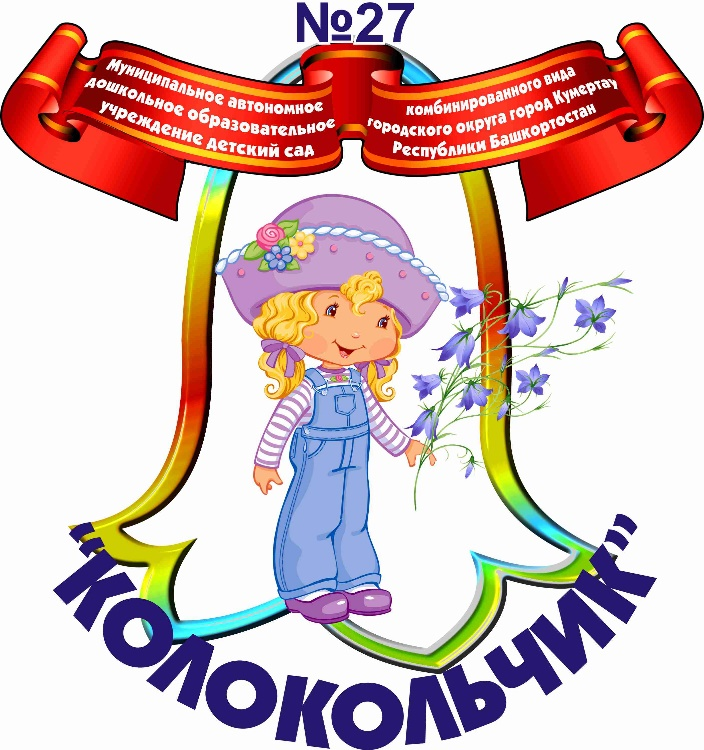 №27
Муниципальное автономное
дошкольное образовательное
учреждение детский сад
комбинированного вида
городского округа город Кумертау
Республики Башкортостан
"КОЛОКОЛЬЧИК"